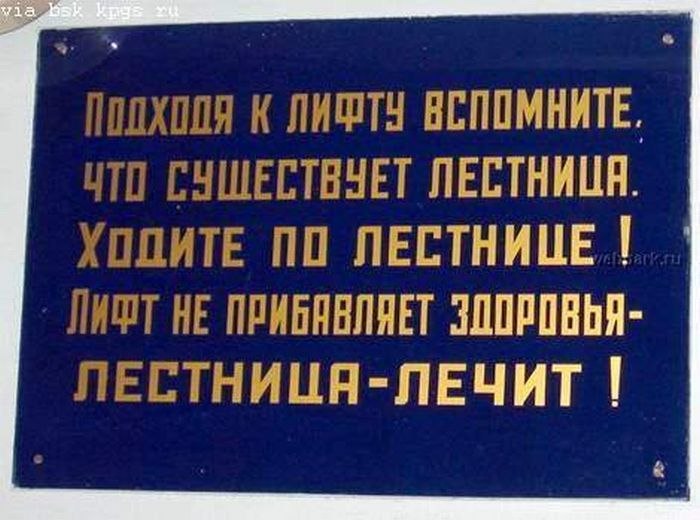 via bsk kpgs ru
Подходя к лифту вспомните,
что существует лестница.
Ходите по лестнице!
Лифт не прибавляет здоровья-
лестница-лечит!